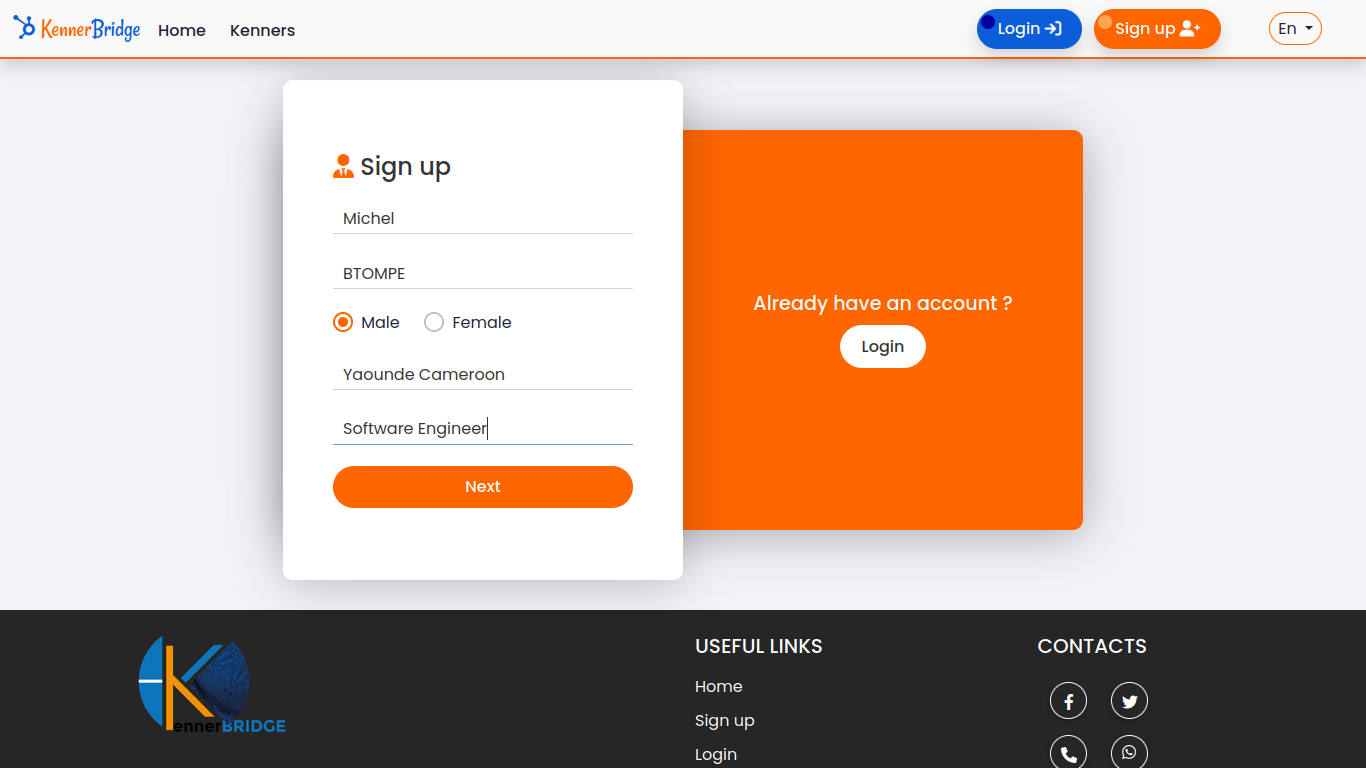 KennerBridge Home Kenners Login Sign up En
Sign up
Michel
BTOMPE
Male Female
Yaounde Cameroon
Software Engineer
Next
Already have an account ?
Login
KennerBRIDGE
USEFUL LINKS
Home
Sign up
Login
CONTACTS